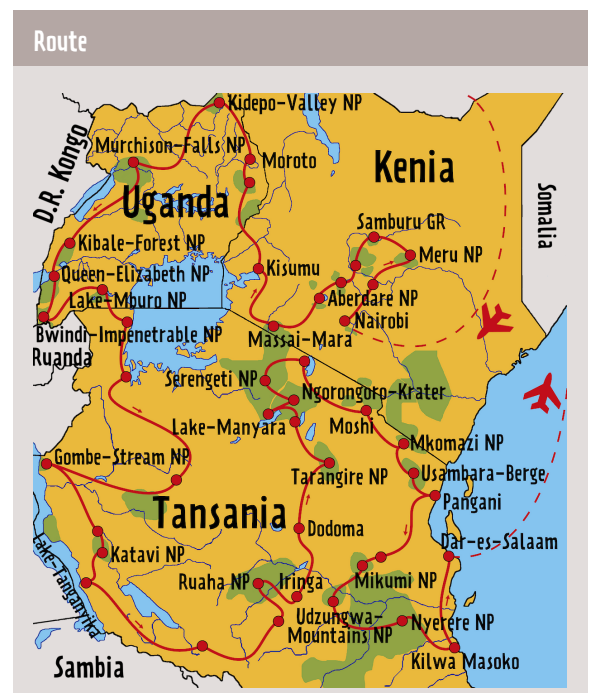 Route
Kidepo-Valley NP
D.R. Kongo
Murchison-Falls NP
Moroto
Kenia
Uganda
Somalia
Samburu GR
Kibale-Forest NP
Meru NP
Queen-Elizabeth NP
Kisumu
Lake-Mburo NP
Aberdare NP
Nairobi
Bwindi-Impenetrable NP
Massai-Mara
Ruanda
Serengeti NP
Ngorongoro-Krater
Lake-Manyara
Moshi
Mkomazi NP
Gombe-Stream NP
Tarangire NP
Usambara-Berge
Pangani
Tansania
Dodoma
Dar-es-Salaam
Lake-Tanganyika
Katavi NP
Ruaha NP
Iringa
Mikumi NP
Udzungwa-
Mountains NP
Nyerere NP
Sambia
Kilwa Masoko